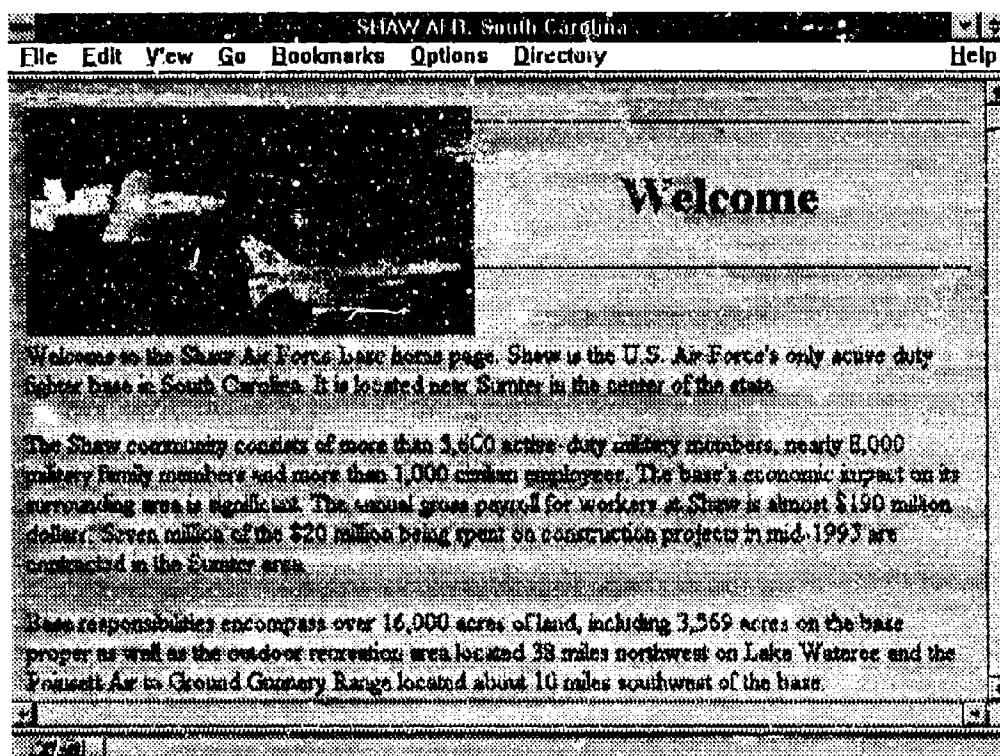 SHAW AFB, South Carolina
File Edit View Go Bookmarks Options Directory Help
Welcome
Welcome to the Shaw Air Force Base home page. Shaw is the U.S. Air Force's only active duty
fighter base in South Carolina. It is located near Sumter in the center of the state.
The Shaw community consists of more than active-duty military members, nearly 8,000
military family members and more than 1,000 civilian employees. The base's economic impact on its
surrounding area is significant. The annual gross payroll for workers at Shaw is almost $190 million
dollars. Seven million of the $20 million being spent on construction projects in mid-1993 are
contracted in the Sumter area.
Base responsibilities encompass over 16,000 acres of land, including 3,569 acres on the base
proper as well as the outdoor recreation area located 38 miles northwest on Lake Wateree and the
Poinsett Air to Ground Gunnery Range located about 10 miles southwest of the base.